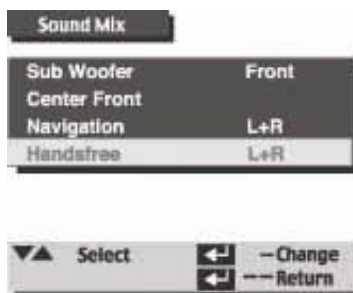 Sound Mix
Sub Woofer Front
Center Front
Navigation L+R
Handsfree L+R
▼▲ Select – Change
–– Return